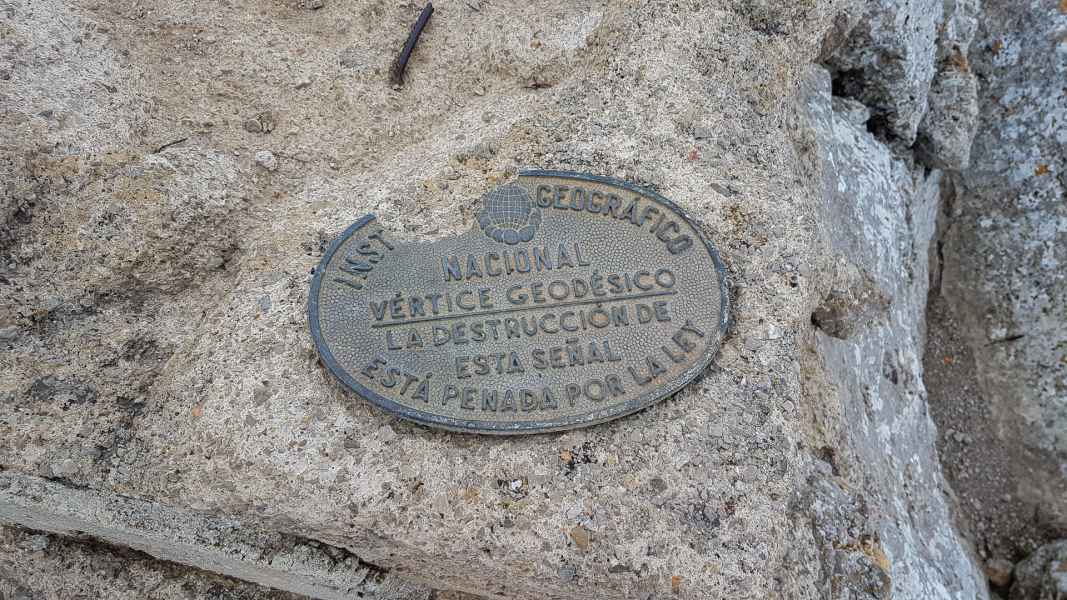 INST GEOGRÁFICO
NACIONAL
VÉRTICE GEODÉSICO
LA DESTRUCCIÓN DE
ESTA SEÑAL
ESTÁ PENADA POR LA LEY